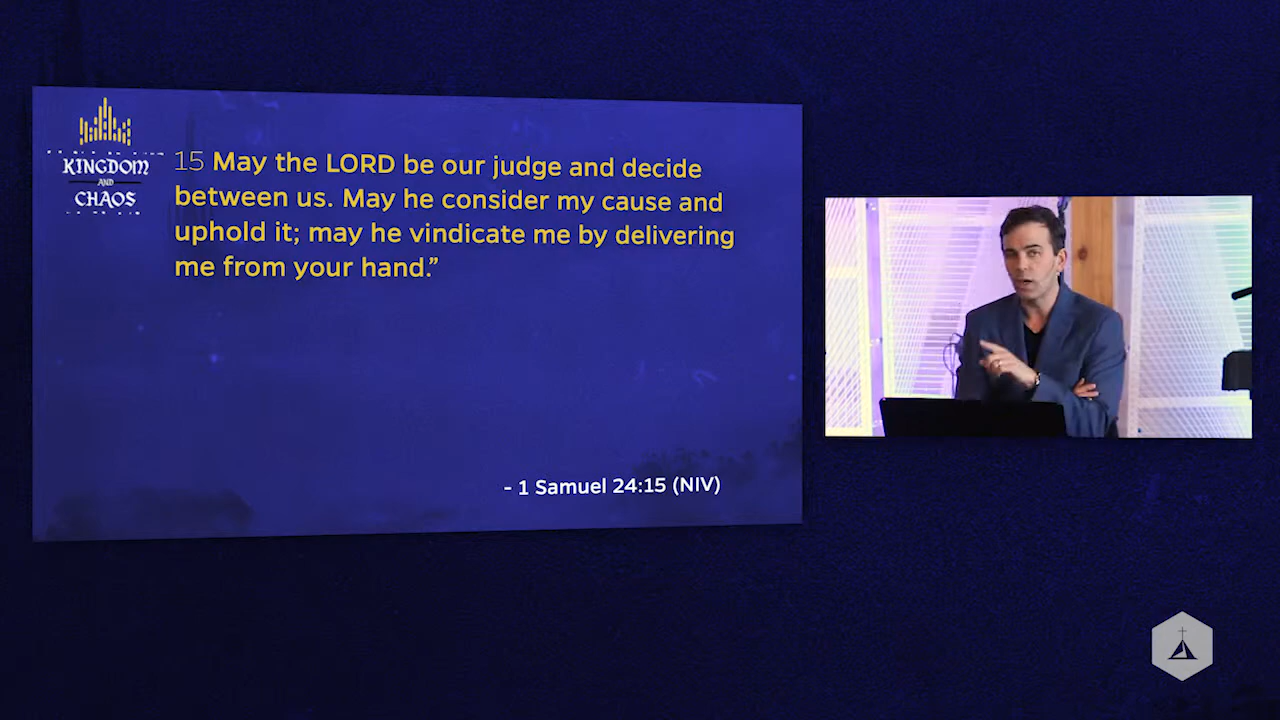 KINGDOM
AND
CHAOS
15 May the LORD be our judge and decide
between us. May he consider my cause and
uphold it; may he vindicate me by delivering
me from your hand.”
- 1 Samuel 24:15 (NIV)